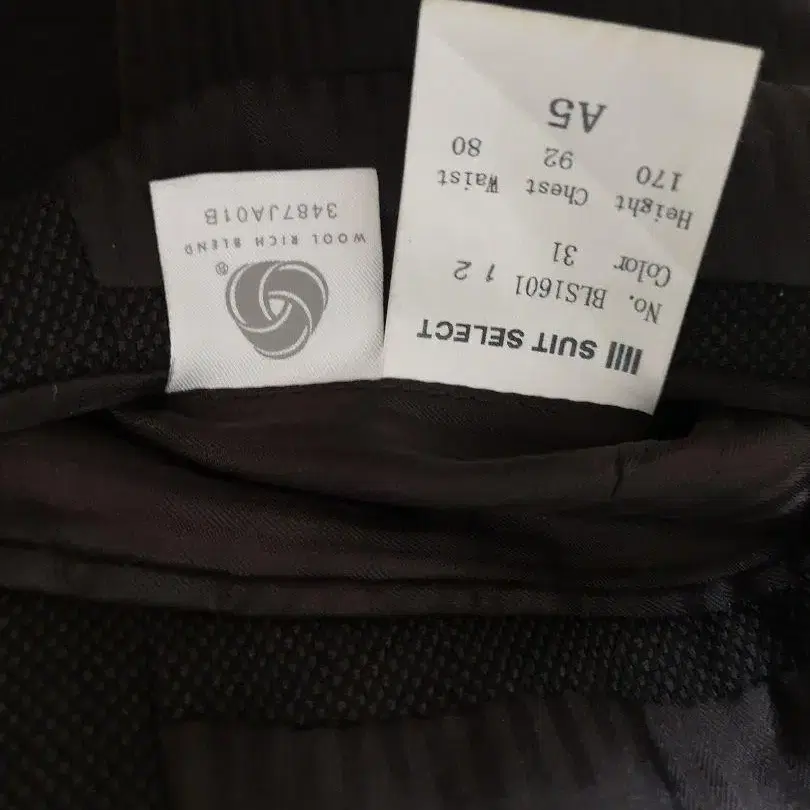 SUIT SELECT
No. BLS1601 1 2
Color 31
Height Chest Waist
170 92 80
A5
®
WOOL RICH BLEND
3487JA01B